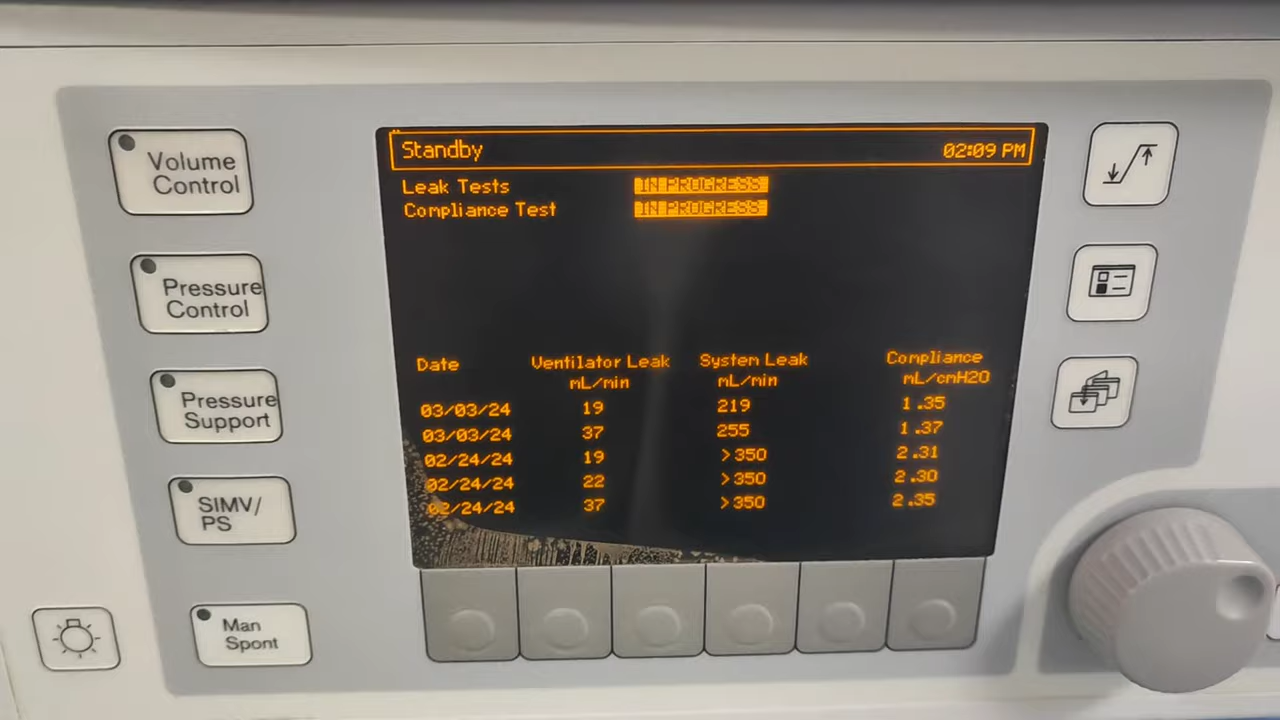 Standby 02:09 PM
Leak Tests IN PROGRESS
Compliance Test IN PROGRESS
Date Ventilator Leak System Leak Compliance
mL/min mL/min mL/cmH2O
03/03/24 19 219 1.35
03/03/24 37 255 1.37
02/24/24 19 >350 2.31
02/24/24 22 >350 2.30
02/24/24 37 >350 2.35
Volume
Control
Pressure
Control
Pressure
Support
SIMV/
PS
Man
Spont